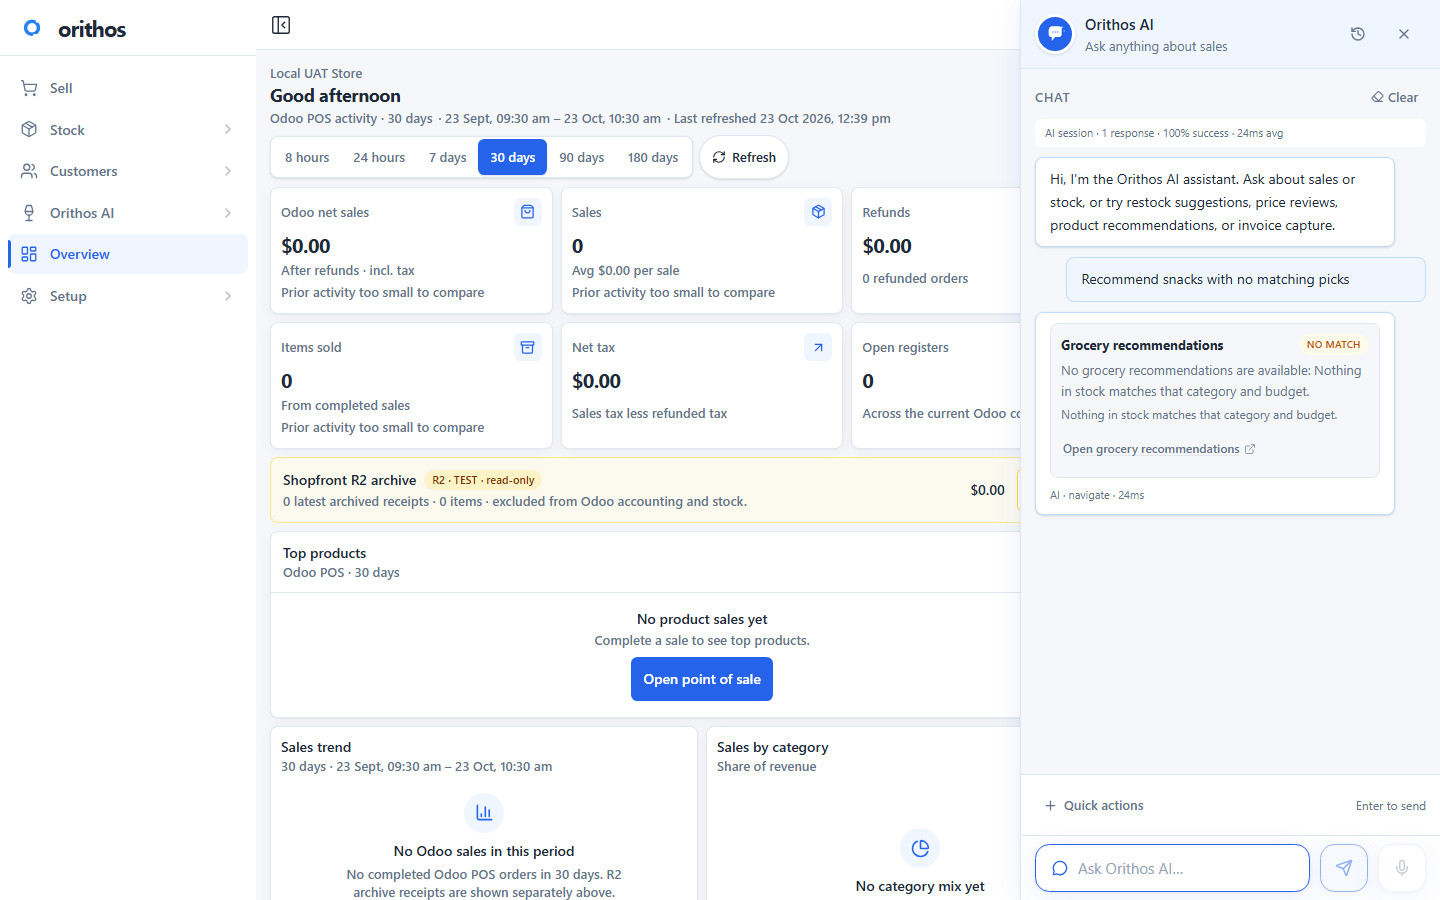 orithos
Sell
Stock
Customers
Orithos AI
Overview
Setup
Local UAT Store
Good afternoon
Odoo POS activity · 30 days · 23 Sept, 09:30 am – 23 Oct, 10:30 am · Last refreshed 23 Oct 2026, 12:39 pm
8 hours 24 hours 7 days 30 days 90 days 180 days Refresh
Odoo net sales
$0.00
After refunds · incl. tax
Prior activity too small to compare
Sales
0
Avg $0.00 per sale
Prior activity too small to compare
Refunds
$0.00
0 refunded orders
Items sold
0
From completed sales
Prior activity too small to compare
Net tax
$0.00
Sales tax less refunded tax
Open registers
0
Across the current Odoo
Shopfront R2 archive R2 · TEST · read-only
0 latest archived receipts · 0 items · excluded from Odoo accounting and stock.
$0.00
Top products
Odoo POS · 30 days
No product sales yet
Complete a sale to see top products.
Open point of sale
Sales trend
30 days · 23 Sept, 09:30 am – 23 Oct, 10:30 am
No Odoo sales in this period
No completed Odoo POS orders in 30 days. R2
archive receipts are shown separately above.
Sales by category
Share of revenue
No category mix yet
Orithos AI
Ask anything about sales
CHAT
Clear
AI session · 1 response · 100% success · 24ms avg
Hi, I'm the Orithos AI assistant. Ask about sales or
stock, or try restock suggestions, price reviews,
product recommendations, or invoice capture.
Recommend snacks with no matching picks
Grocery recommendations NO MATCH
No grocery recommendations are available: Nothing
in stock matches that category and budget.
Nothing in stock matches that category and budget.
Open grocery recommendations
AI · navigate · 24ms
Quick actions
Enter to send
Ask Orithos AI...